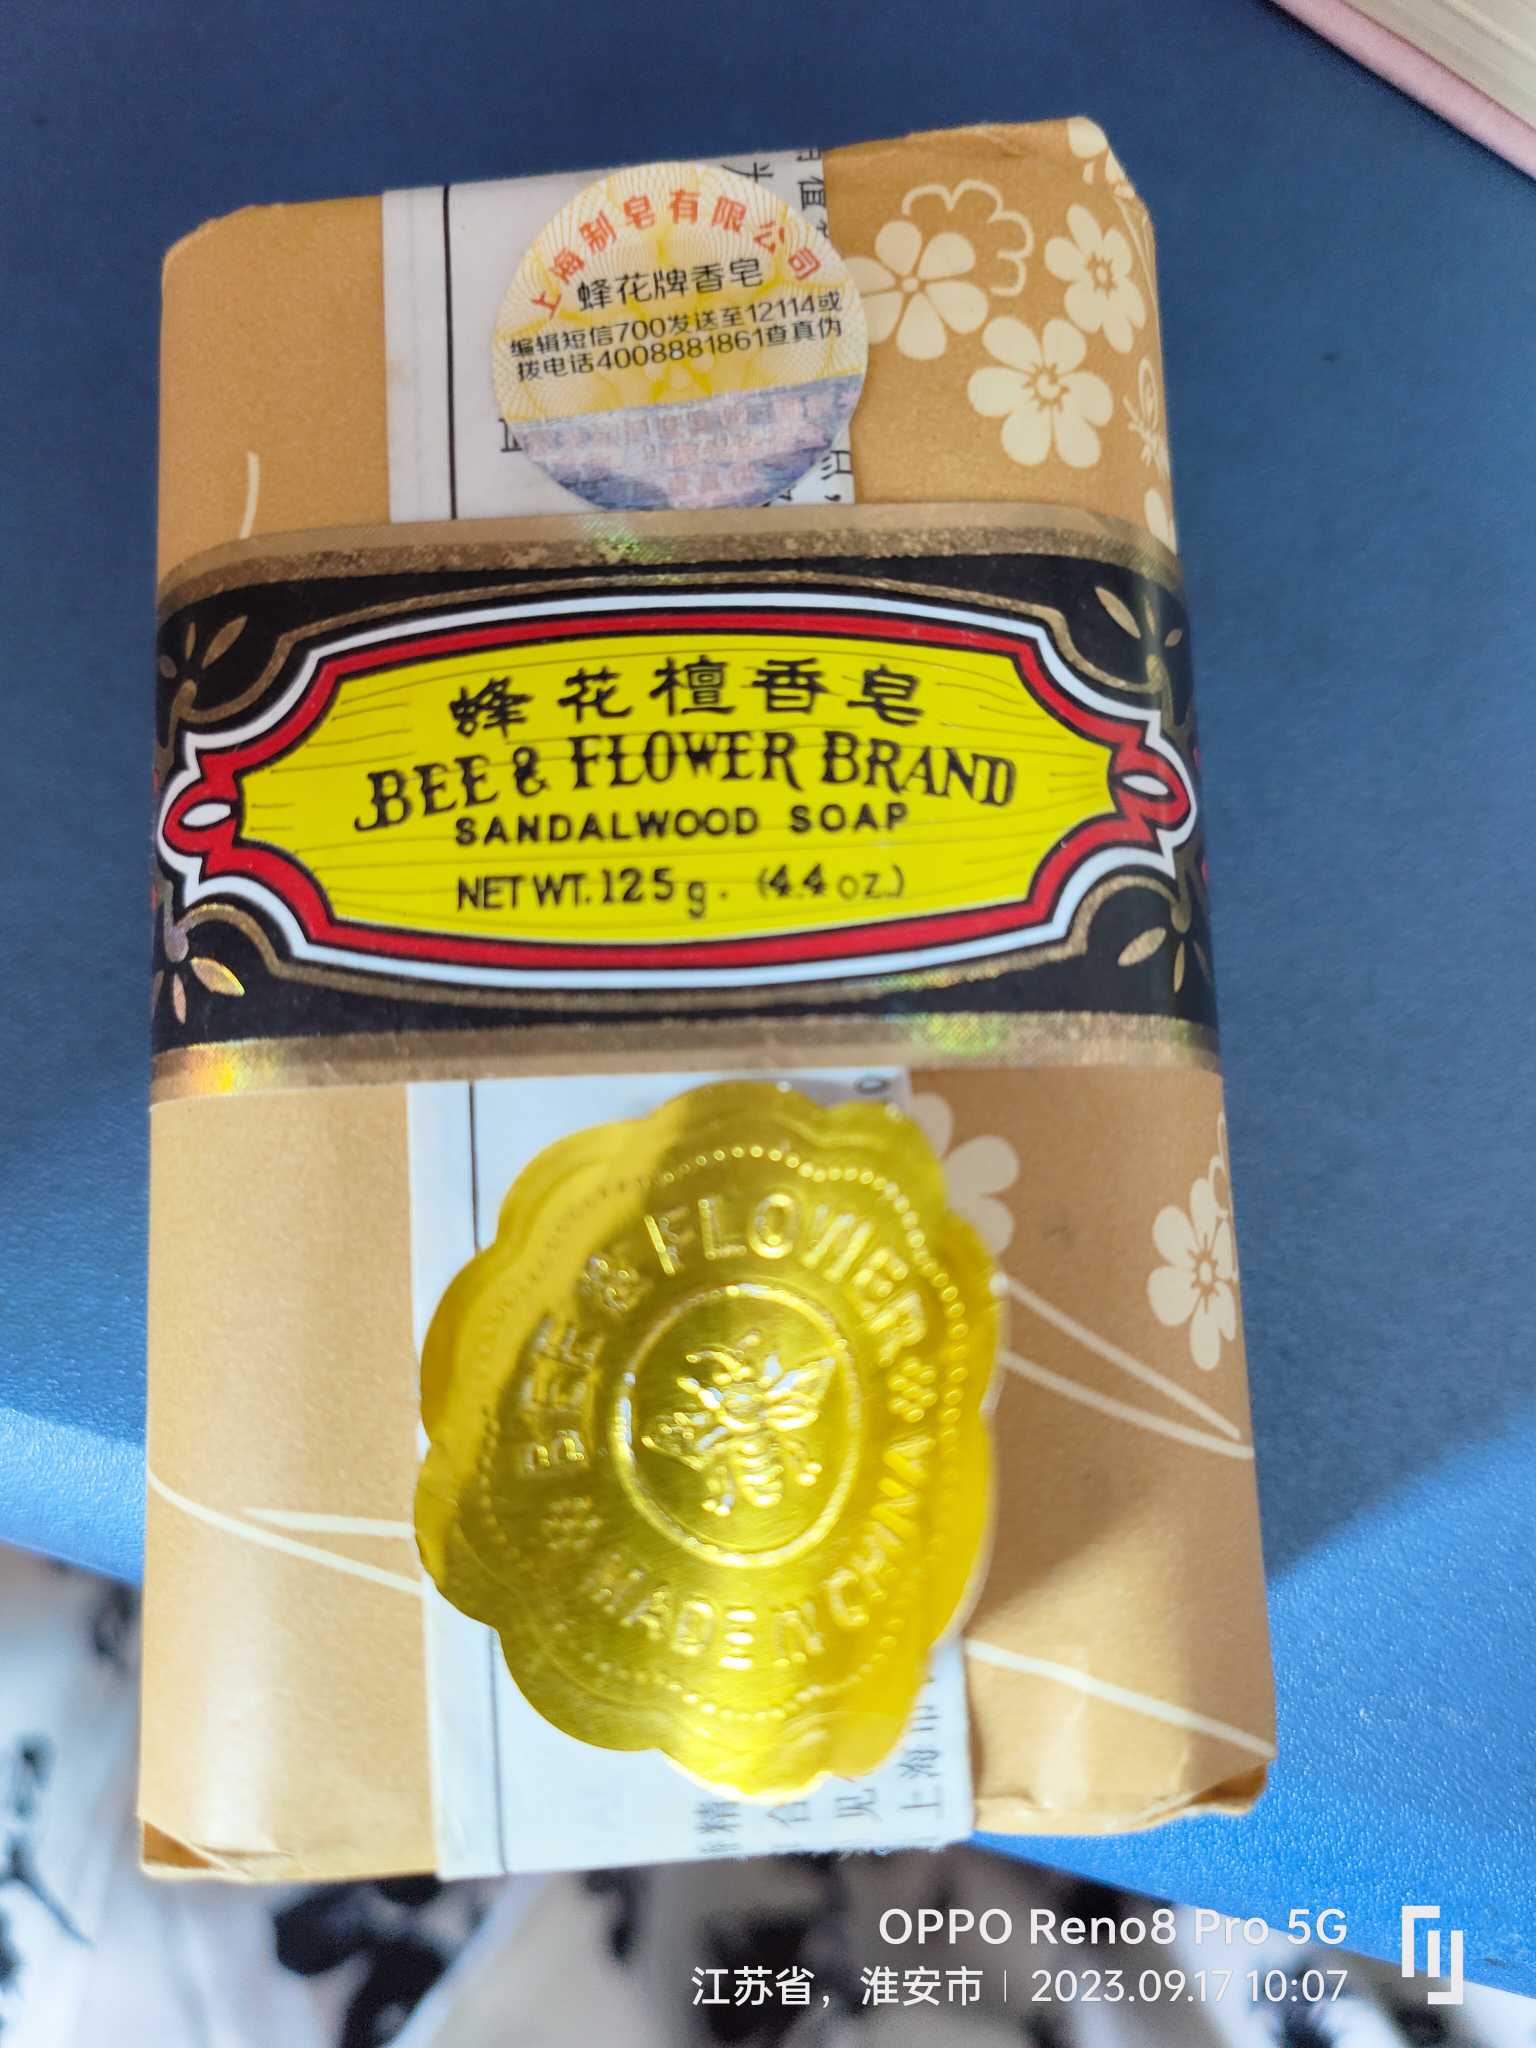 上海制皂有限公司
蜂花牌香皂
编辑短信700发送至12114或
拨电话4008881861查真伪
蜂花檀香皂
BEE & FLOWER BRAND
SANDALWOOD SOAP
NET WT. 125g. (4.4 OZ.)
BEE & FLOWER
MADE IN CHINA
OPPO Reno8 Pro 5G
江苏省，淮安市 | 2023.09.17 10:07